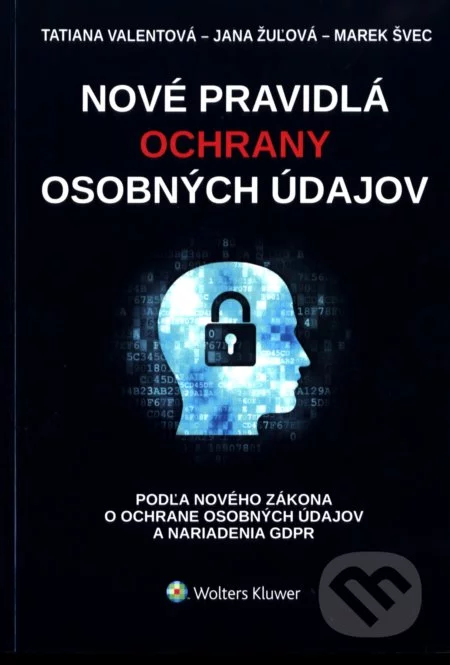 TATIANA VALENTOVÁ – JANA ŽUĽOVÁ – MAREK ŠVEC
NOVÉ PRAVIDLÁ
OCHRANY
OSOBNÝCH ÚDAJOV
PODĽA NOVÉHO ZÁKONA
O OCHRANE OSOBNÝCH ÚDAJOV
A NARIADENIA GDPR
Wolters Kluwer